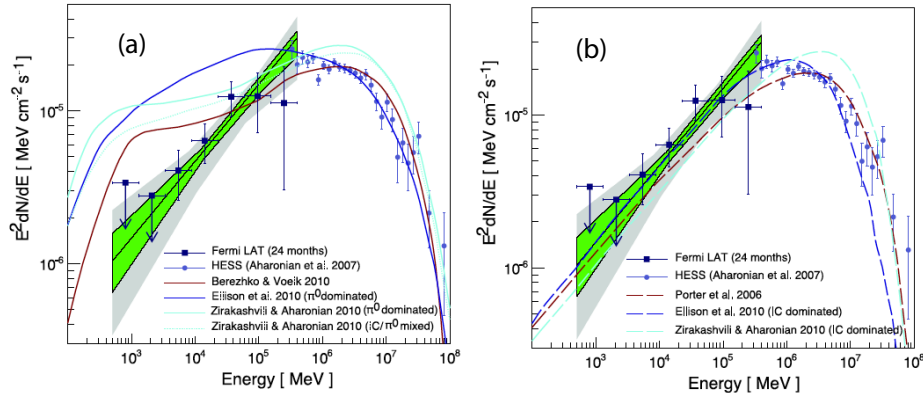 (a)
E²dN/dE [ MeV cm⁻² s⁻¹ ]
10⁻⁵
10⁻⁶
Fermi LAT (24 months)
HESS (Aharonian et al. 2007)
Berezhko & Voelk 2010
Ellison et al. 2010 (π⁰dominated)
Zirakashvili & Aharonian 2010 (π⁰ dominated)
Zirakashvili & Aharonian 2010 (IC/π⁰ mixed)
10³ 10⁴ 10⁵ 10⁶ 10⁷ 10⁸
Energy [ MeV ]
(b)
E²dN/dE [ MeV cm⁻² s⁻¹ ]
10⁻⁵
10⁻⁶
Fermi LAT (24 months)
HESS (Aharonian et al. 2007)
Porter et al, 2006
Ellison et al. 2010 (IC dominated)
Zirakashvili & Aharonian 2010 (IC dominated)
10³ 10⁴ 10⁵ 10⁶ 10⁷ 10⁸
Energy [ MeV ]